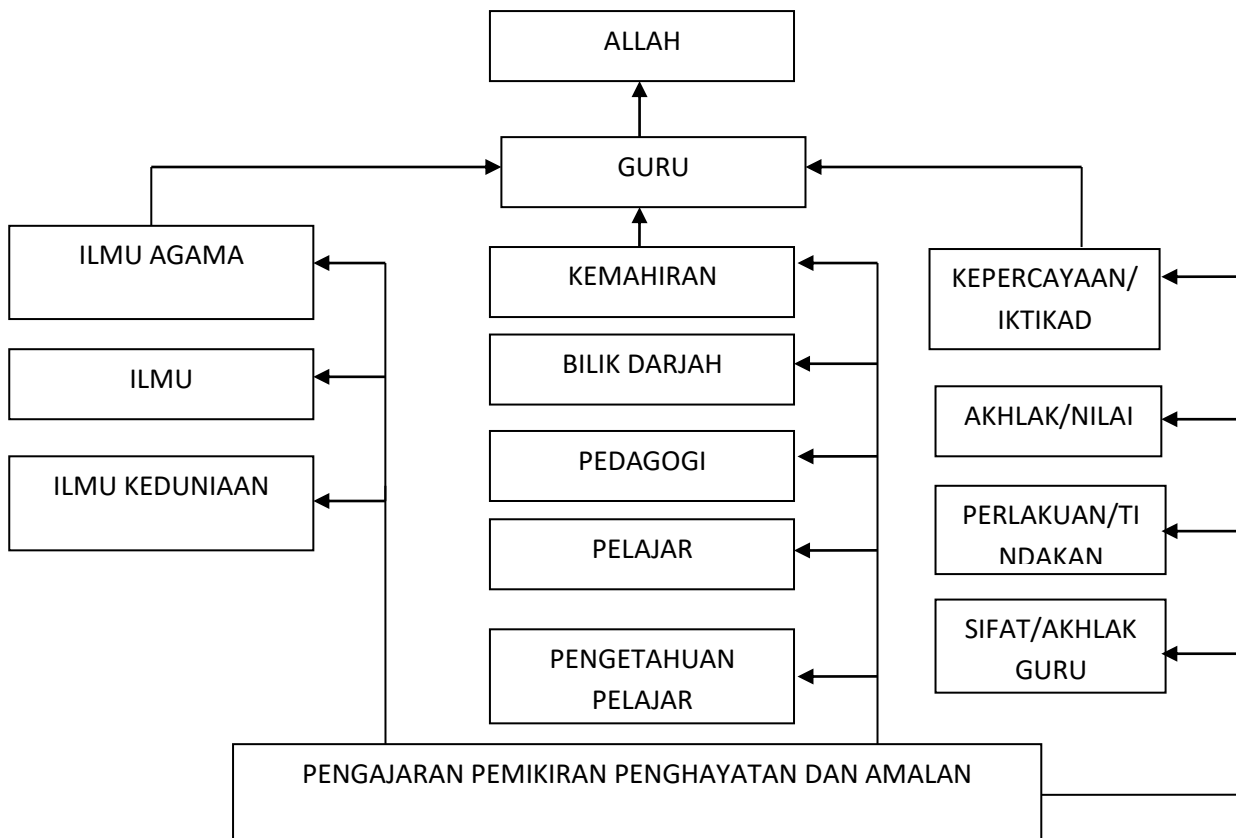 ALLAH
GURU
ILMU AGAMA
ILMU
ILMU KEDUNIAAN
KEMAHIRAN
BILIK DARJAH
PEDAGOGI
PELAJAR
PENGETAHUAN
PELAJAR
KEPERCAYAAN/
IKTIKAD
AKHLAK/NILAI
PERLAKUAN/TI
NDAKAN
SIFAT/AKHLAK
GURU
PENGAJARAN PEMIKIRAN PENGHAYATAN DAN AMALAN